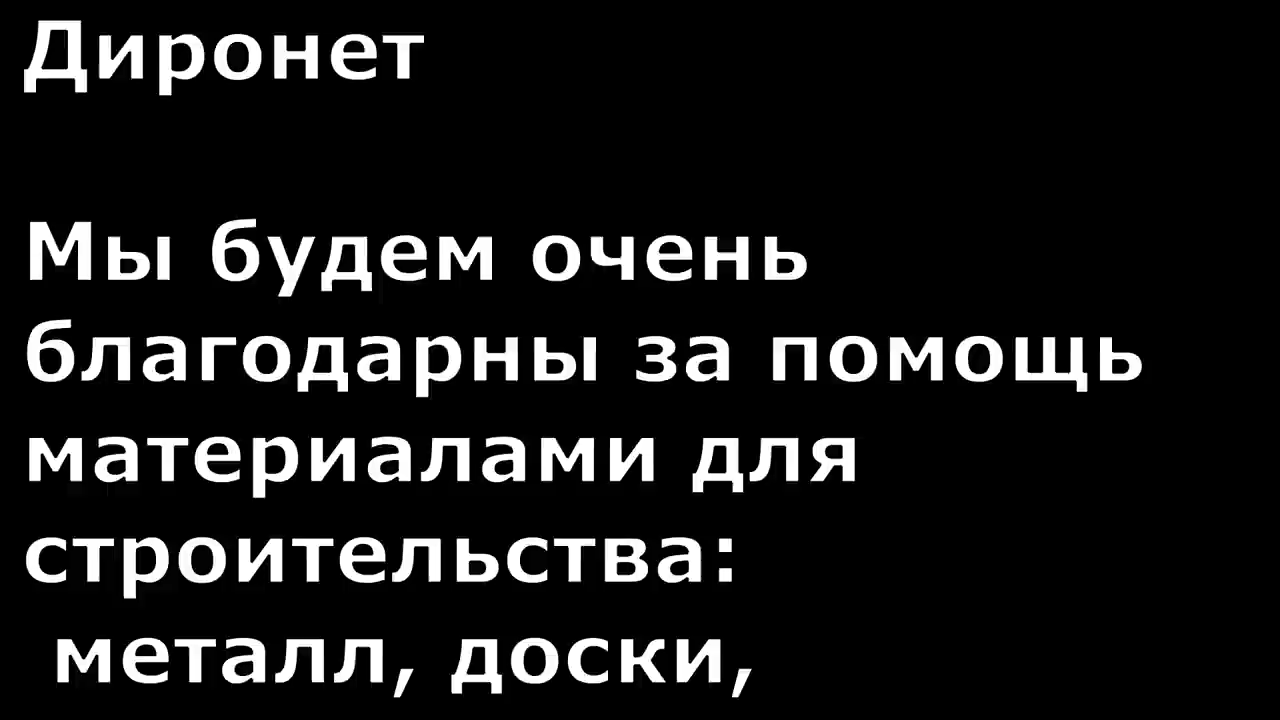 Диронет
Мы будем очень
благодарны за помощь
материалами для
строительства:
металл, доски,